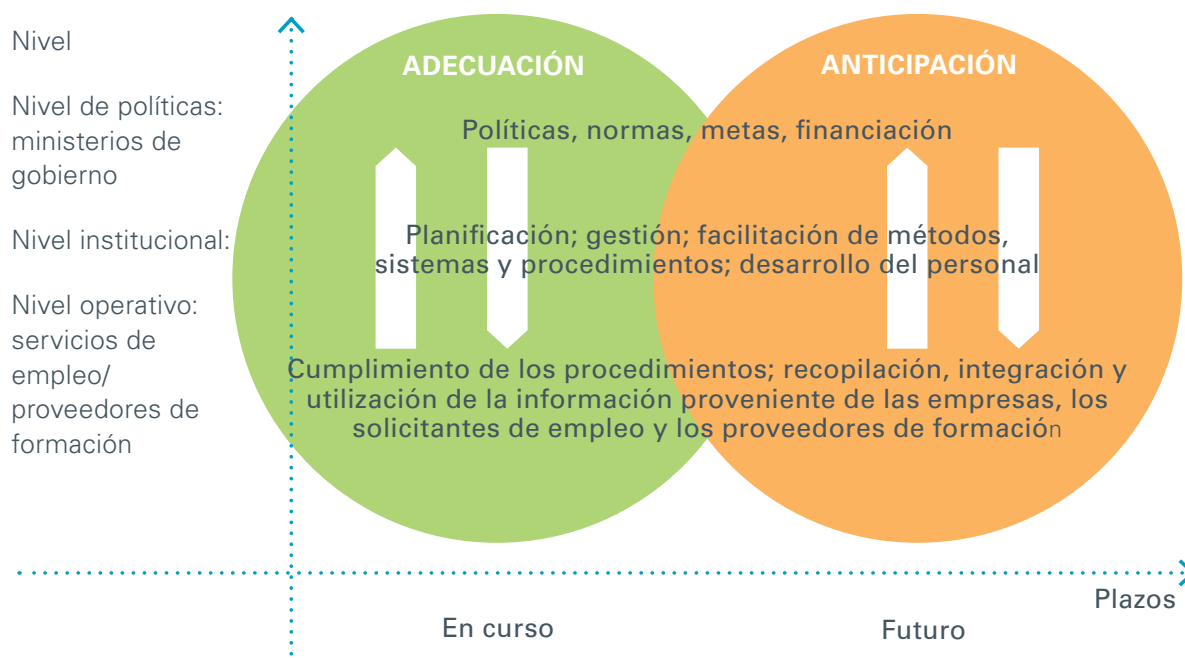 Nivel
Nivel de políticas:
ministerios de
gobierno
Nivel institucional:
Nivel operativo:
servicios de
empleo/
proveedores de
formación
ADECUACIÓN
ANTICIPACIÓN
Políticas, normas, metas, financiación
Planificación; gestión; facilitación de métodos,
sistemas y procedimientos; desarrollo del personal
Cumplimiento de los procedimientos; recopilación, integración y
utilización de la información proveniente de las empresas, los
solicitantes de empleo y los proveedores de formación
Plazos
En curso
Futuro